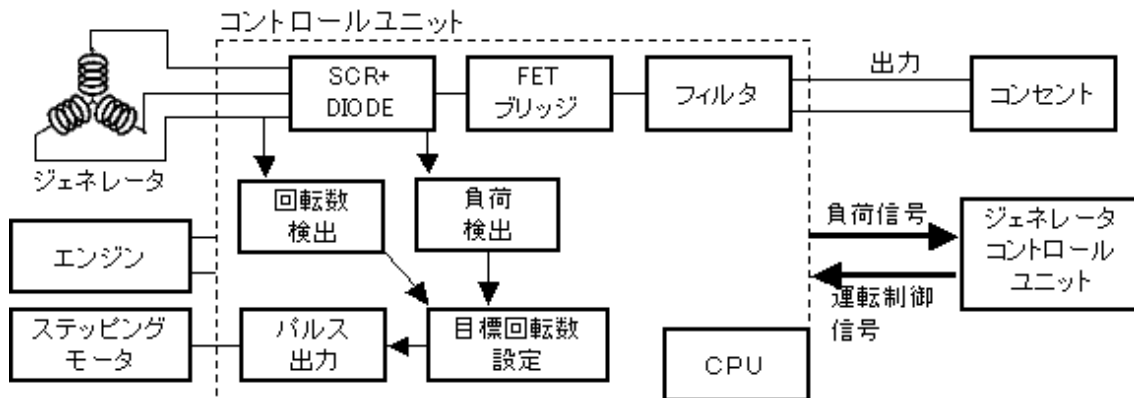 コントロールユニット
SCR+
DIODE
FET
ブリッジ
フィルタ
出力
コンセント
ジェネレータ
回転数
検出
負荷
検出
負荷信号
ジェネレータ
コントロール
ユニット
エンジン
運転制御
信号
ステッピング
モータ
パルス
出力
目標回転数
設定
CPU